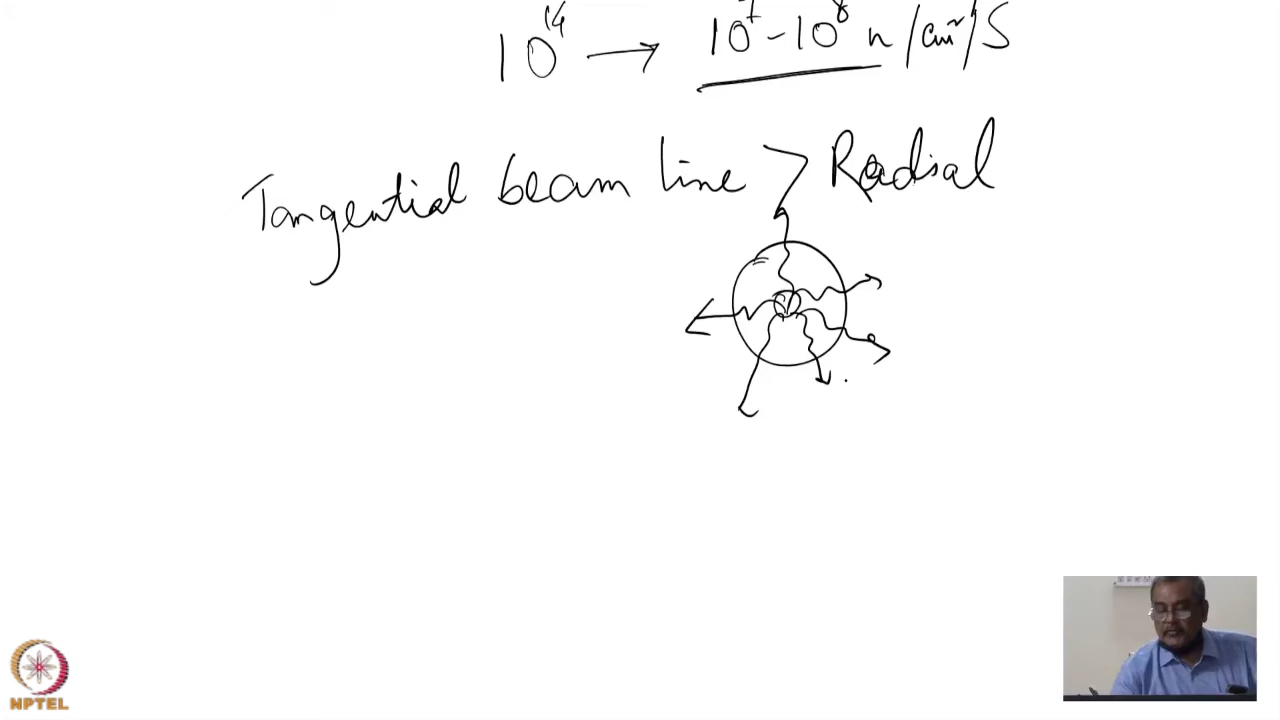 10¹⁴ → 10⁷ - 10⁸ n/cm²/s
Tangential beam line > Radial
NPTEL